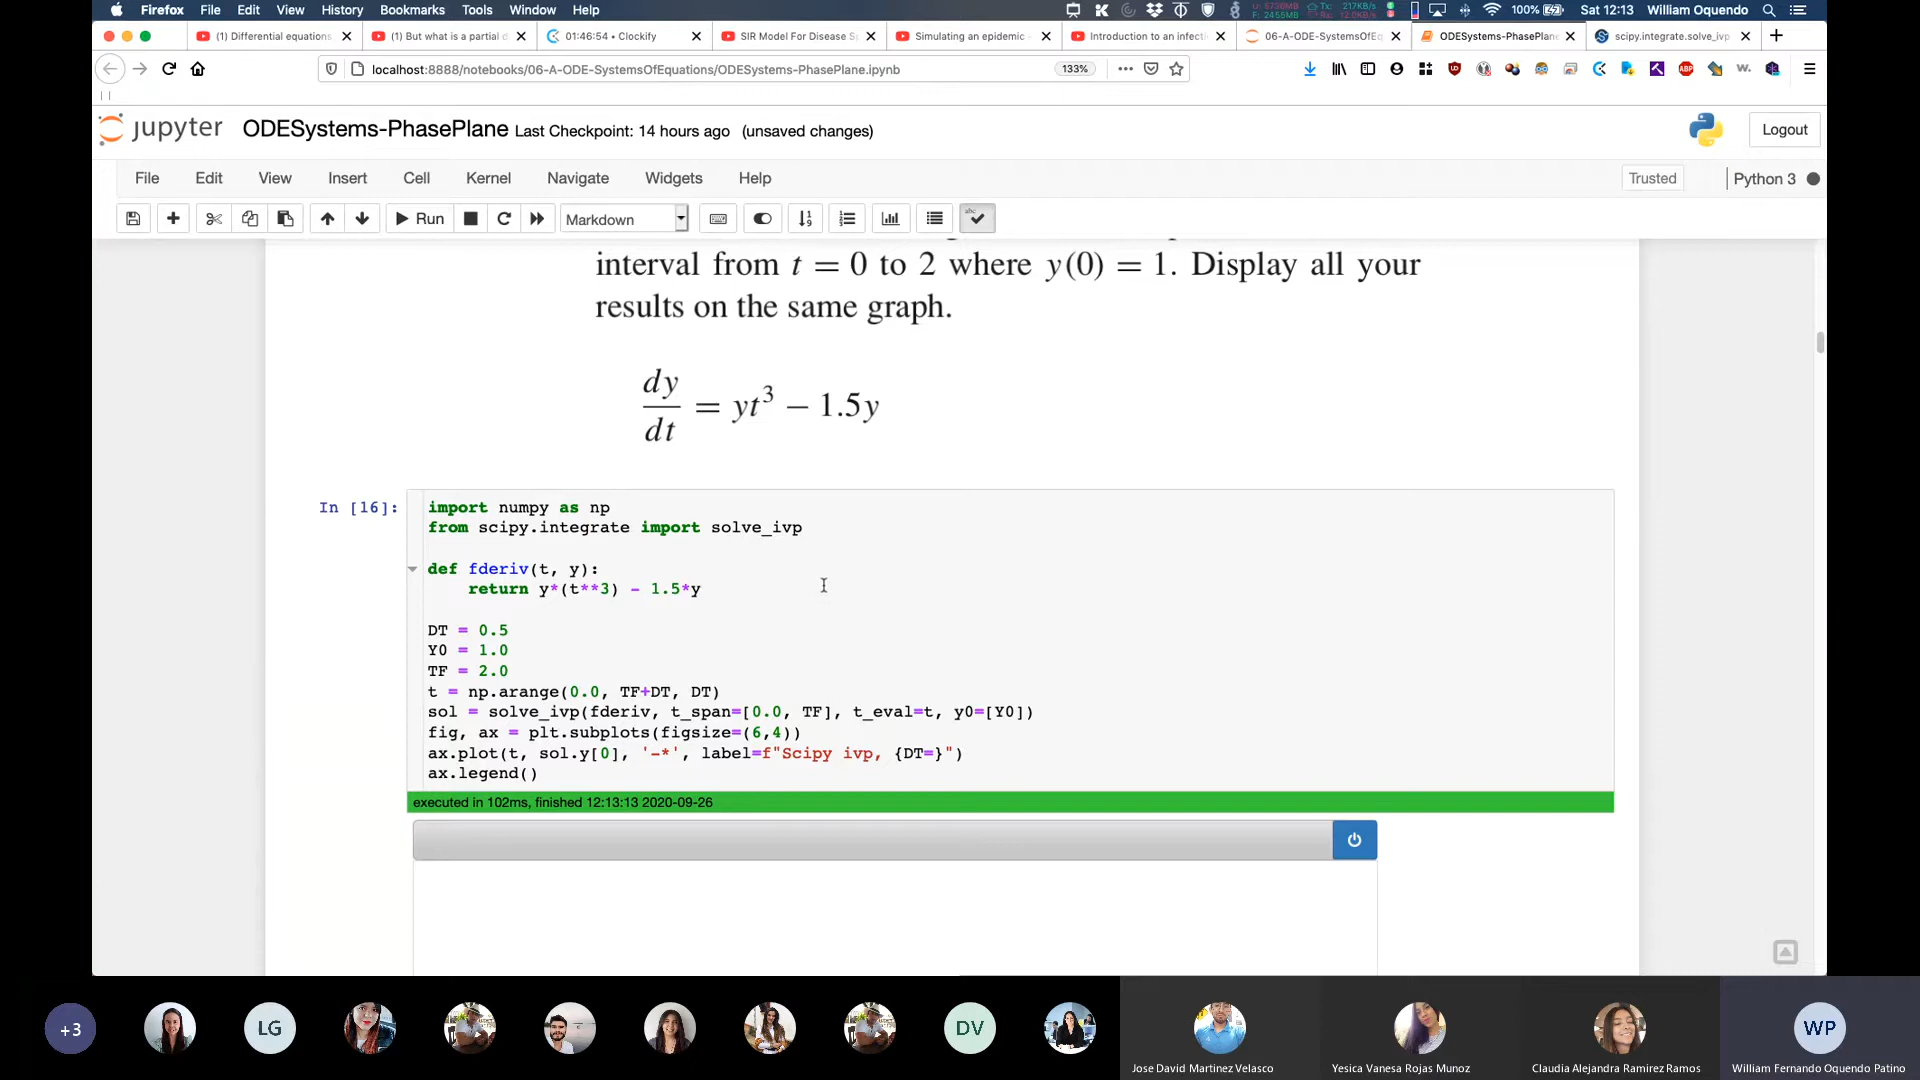 Firefox File Edit View History Bookmarks Tools Window Help 100% Sat 12:13 William Oquendo
(1) Differential equations, (1) But what is a partial d 01:46:54 • Clockify SIR Model For Disease S Simulating an epidemic - Introduction to an infecti 06-A-ODE-SystemsOfEq ODESystems-PhasePlane scipy.integrate.solve_ivp
localhost:8888/notebooks/06-A-ODE-SystemsOfEquations/ODESystems-PhasePlane.ipynb 133%
jupyter ODESystems-PhasePlane Last Checkpoint: 14 hours ago (unsaved changes) Logout
File Edit View Insert Cell Kernel Navigate Widgets Help Trusted Python 3
Run Markdown
interval from t = 0 to 2 where y(0) = 1. Display all your
results on the same graph.
dy/dt = yt³ − 1.5y
In [16]:
import numpy as np
from scipy.integrate import solve_ivp
def fderiv(t, y):
return y*(t**3) - 1.5*y
DT = 0.5
Y0 = 1.0
TF = 2.0
t = np.arange(0.0, TF+DT, DT)
sol = solve_ivp(fderiv, t_span=[0.0, TF], t_eval=t, y0=[Y0])
fig, ax = plt.subplots(figsize=(6,4))
ax.plot(t, sol.y[0], '-*', label=f"Scipy ivp, {DT=}")
ax.legend()
executed in 102ms, finished 12:13:13 2020-09-26
+3 LG DV WP
Jose David Martinez Velasco Yesica Vanesa Rojas Munoz Claudia Alejandra Ramirez Ramos William Fernando Oquendo Patino